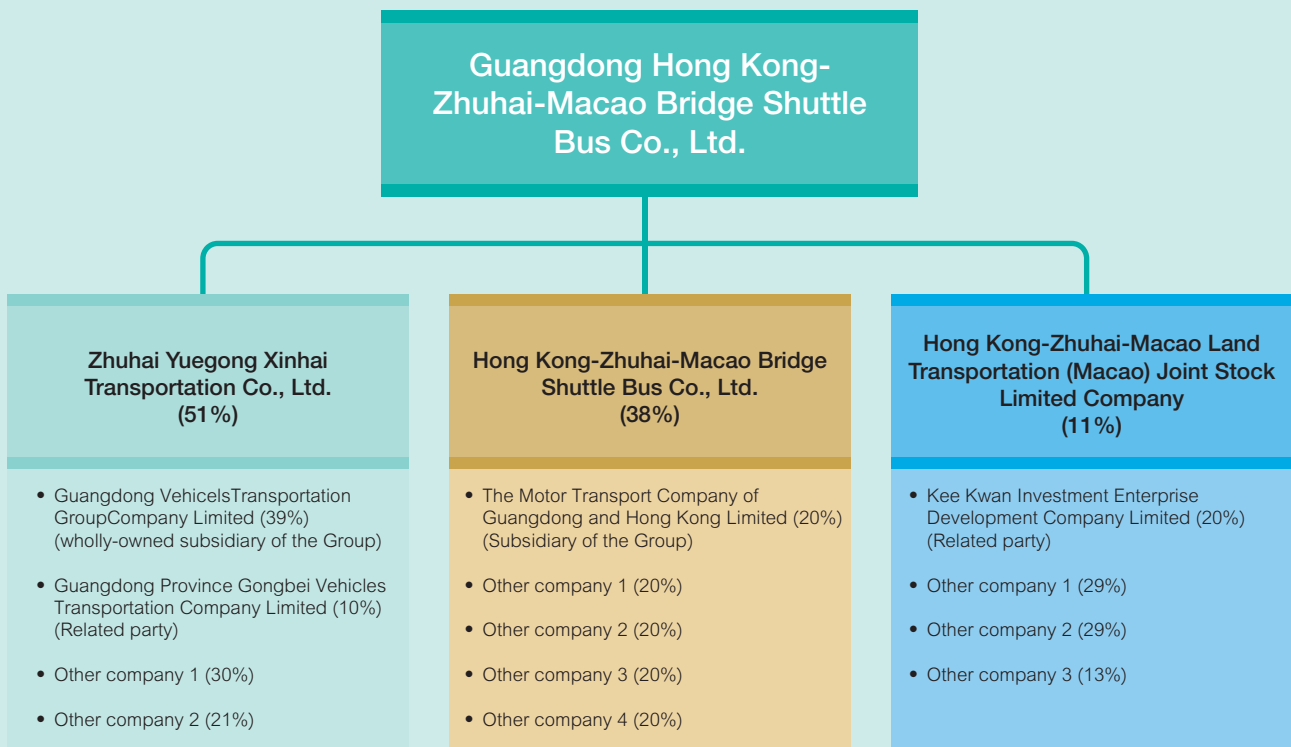 Guangdong Hong Kong-
Zhuhai-Macao Bridge Shuttle
Bus Co., Ltd.
Zhuhai Yuegong Xinhai
Transportation Co., Ltd.
(51%)
• Guangdong VehicelsTransportation
GroupCompany Limited (39%)
(wholly-owned subsidiary of the Group)
• Guangdong Province Gongbei Vehicles
Transportation Company Limited (10%)
(Related party)
• Other company 1 (30%)
• Other company 2 (21%)
Hong Kong-Zhuhai-Macao Bridge
Shuttle Bus Co., Ltd.
(38%)
• The Motor Transport Company of
Guangdong and Hong Kong Limited (20%)
(Subsidiary of the Group)
• Other company 1 (20%)
• Other company 2 (20%)
• Other company 3 (20%)
• Other company 4 (20%)
Hong Kong-Zhuhai-Macao Land
Transportation (Macao) Joint Stock
Limited Company
(11%)
• Kee Kwan Investment Enterprise
Development Company Limited (20%)
(Related party)
• Other company 1 (29%)
• Other company 2 (29%)
• Other company 3 (13%)